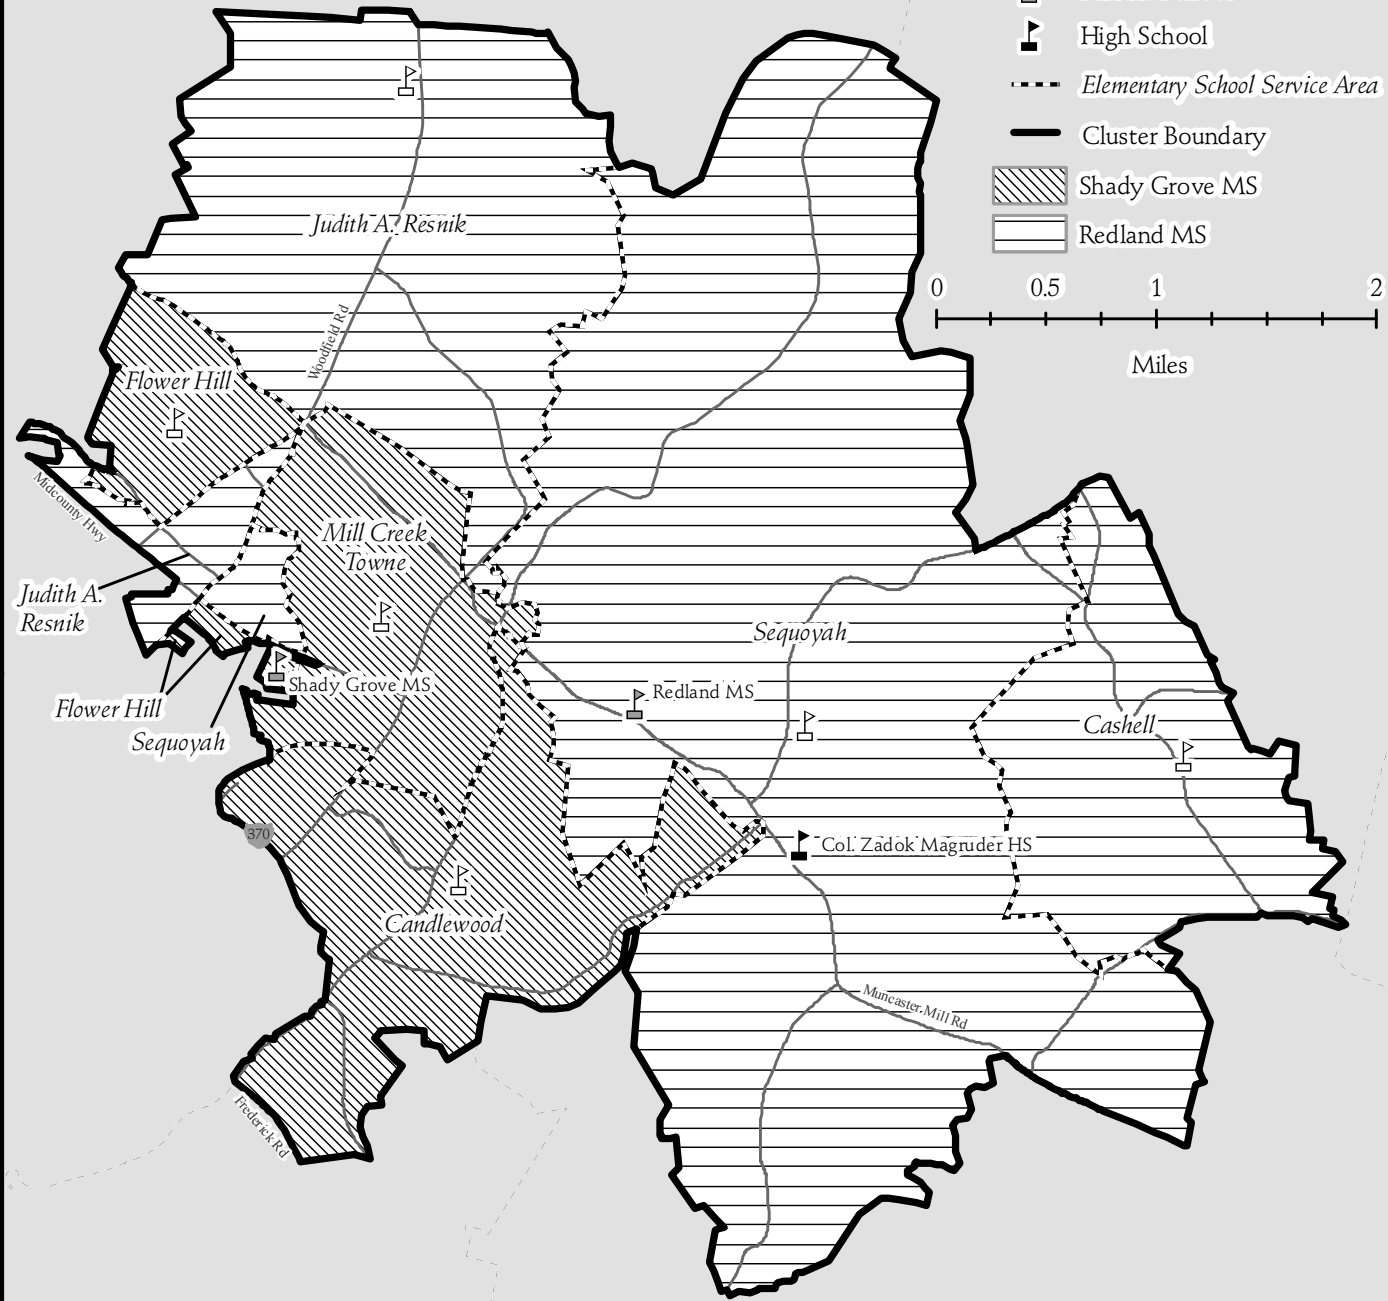 High School
Elementary School Service Area
Cluster Boundary
Shady Grove MS
Redland MS
0 0.5 1 2
Miles
Judith A. Resnik
Woodfield Rd
Flower Hill
Midcounty Hwy
Mill Creek
Towne
Judith A.
Resnik
Sequoyah
Shady Grove MS
Redland MS
Flower Hill
Sequoyah
Cashell
370
Col. Zadok Magruder HS
Candlewood
Muncaster Mill Rd
Frederick Rd